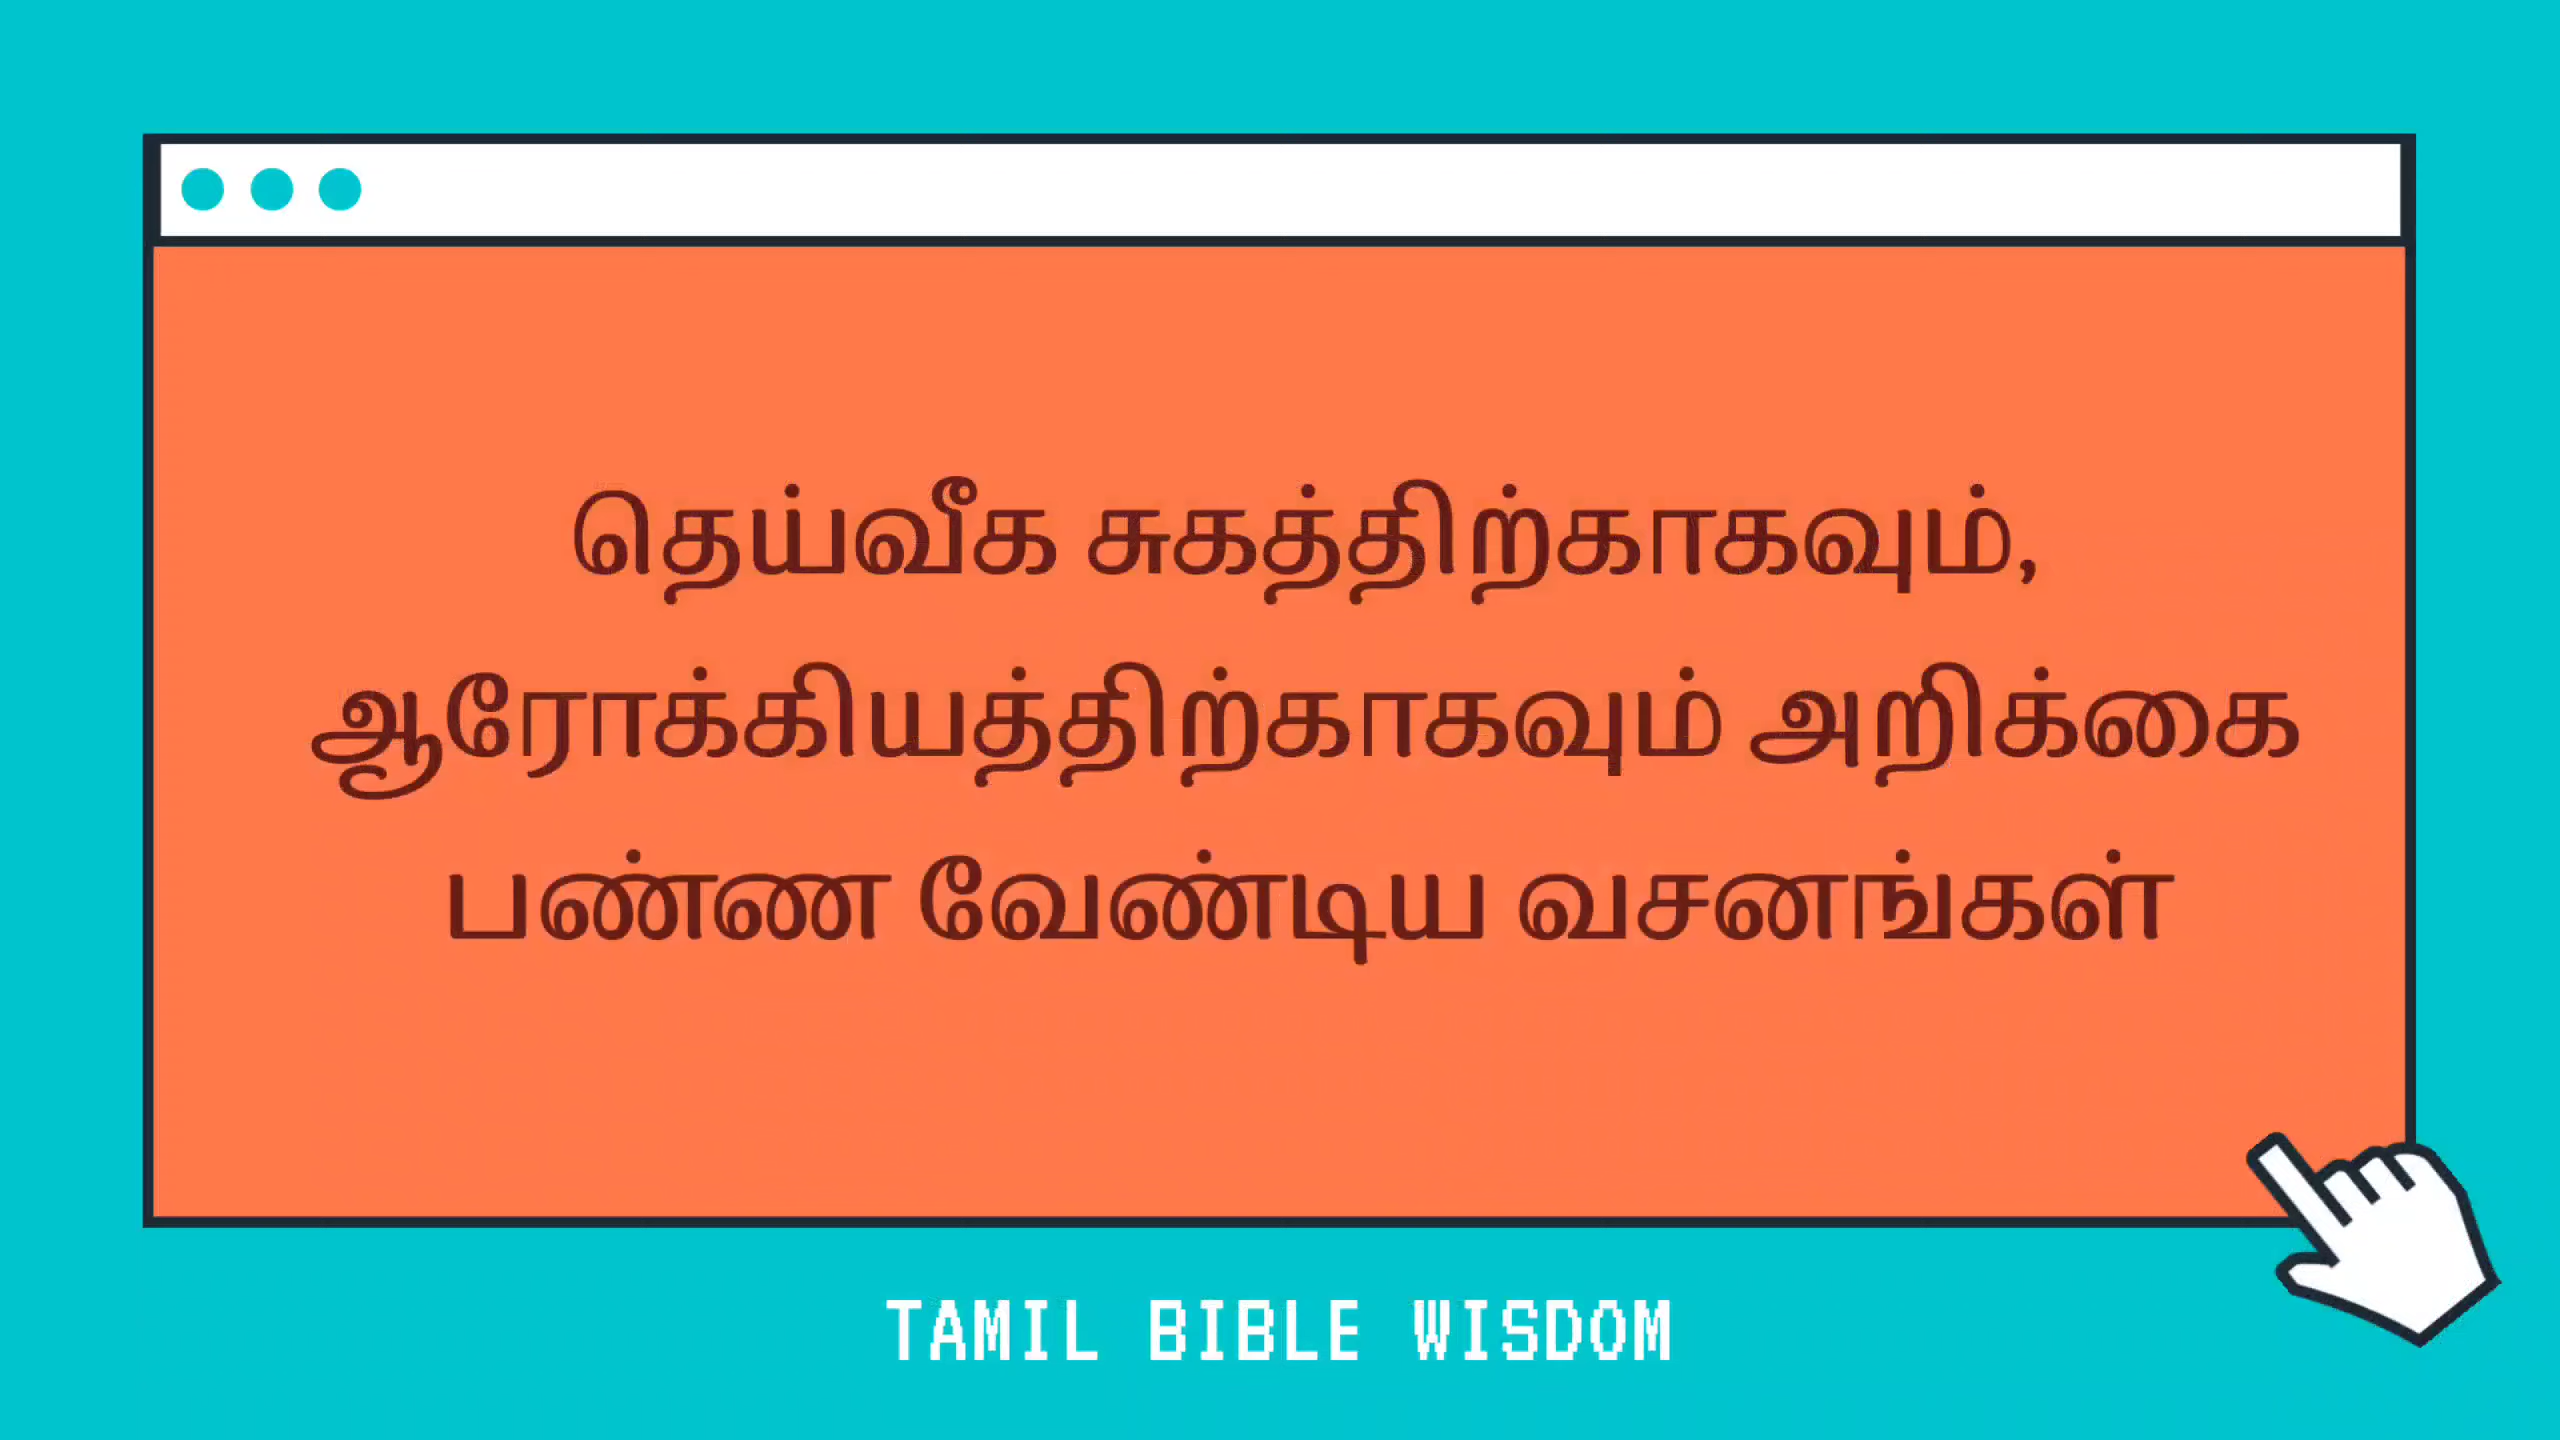 தெய்வீக சுகத்திற்காகவும்,
ஆரோக்கியத்திற்காகவும் அறிக்கை
பண்ண வேண்டிய வசனங்கள்
TAMIL BIBLE WISDOM